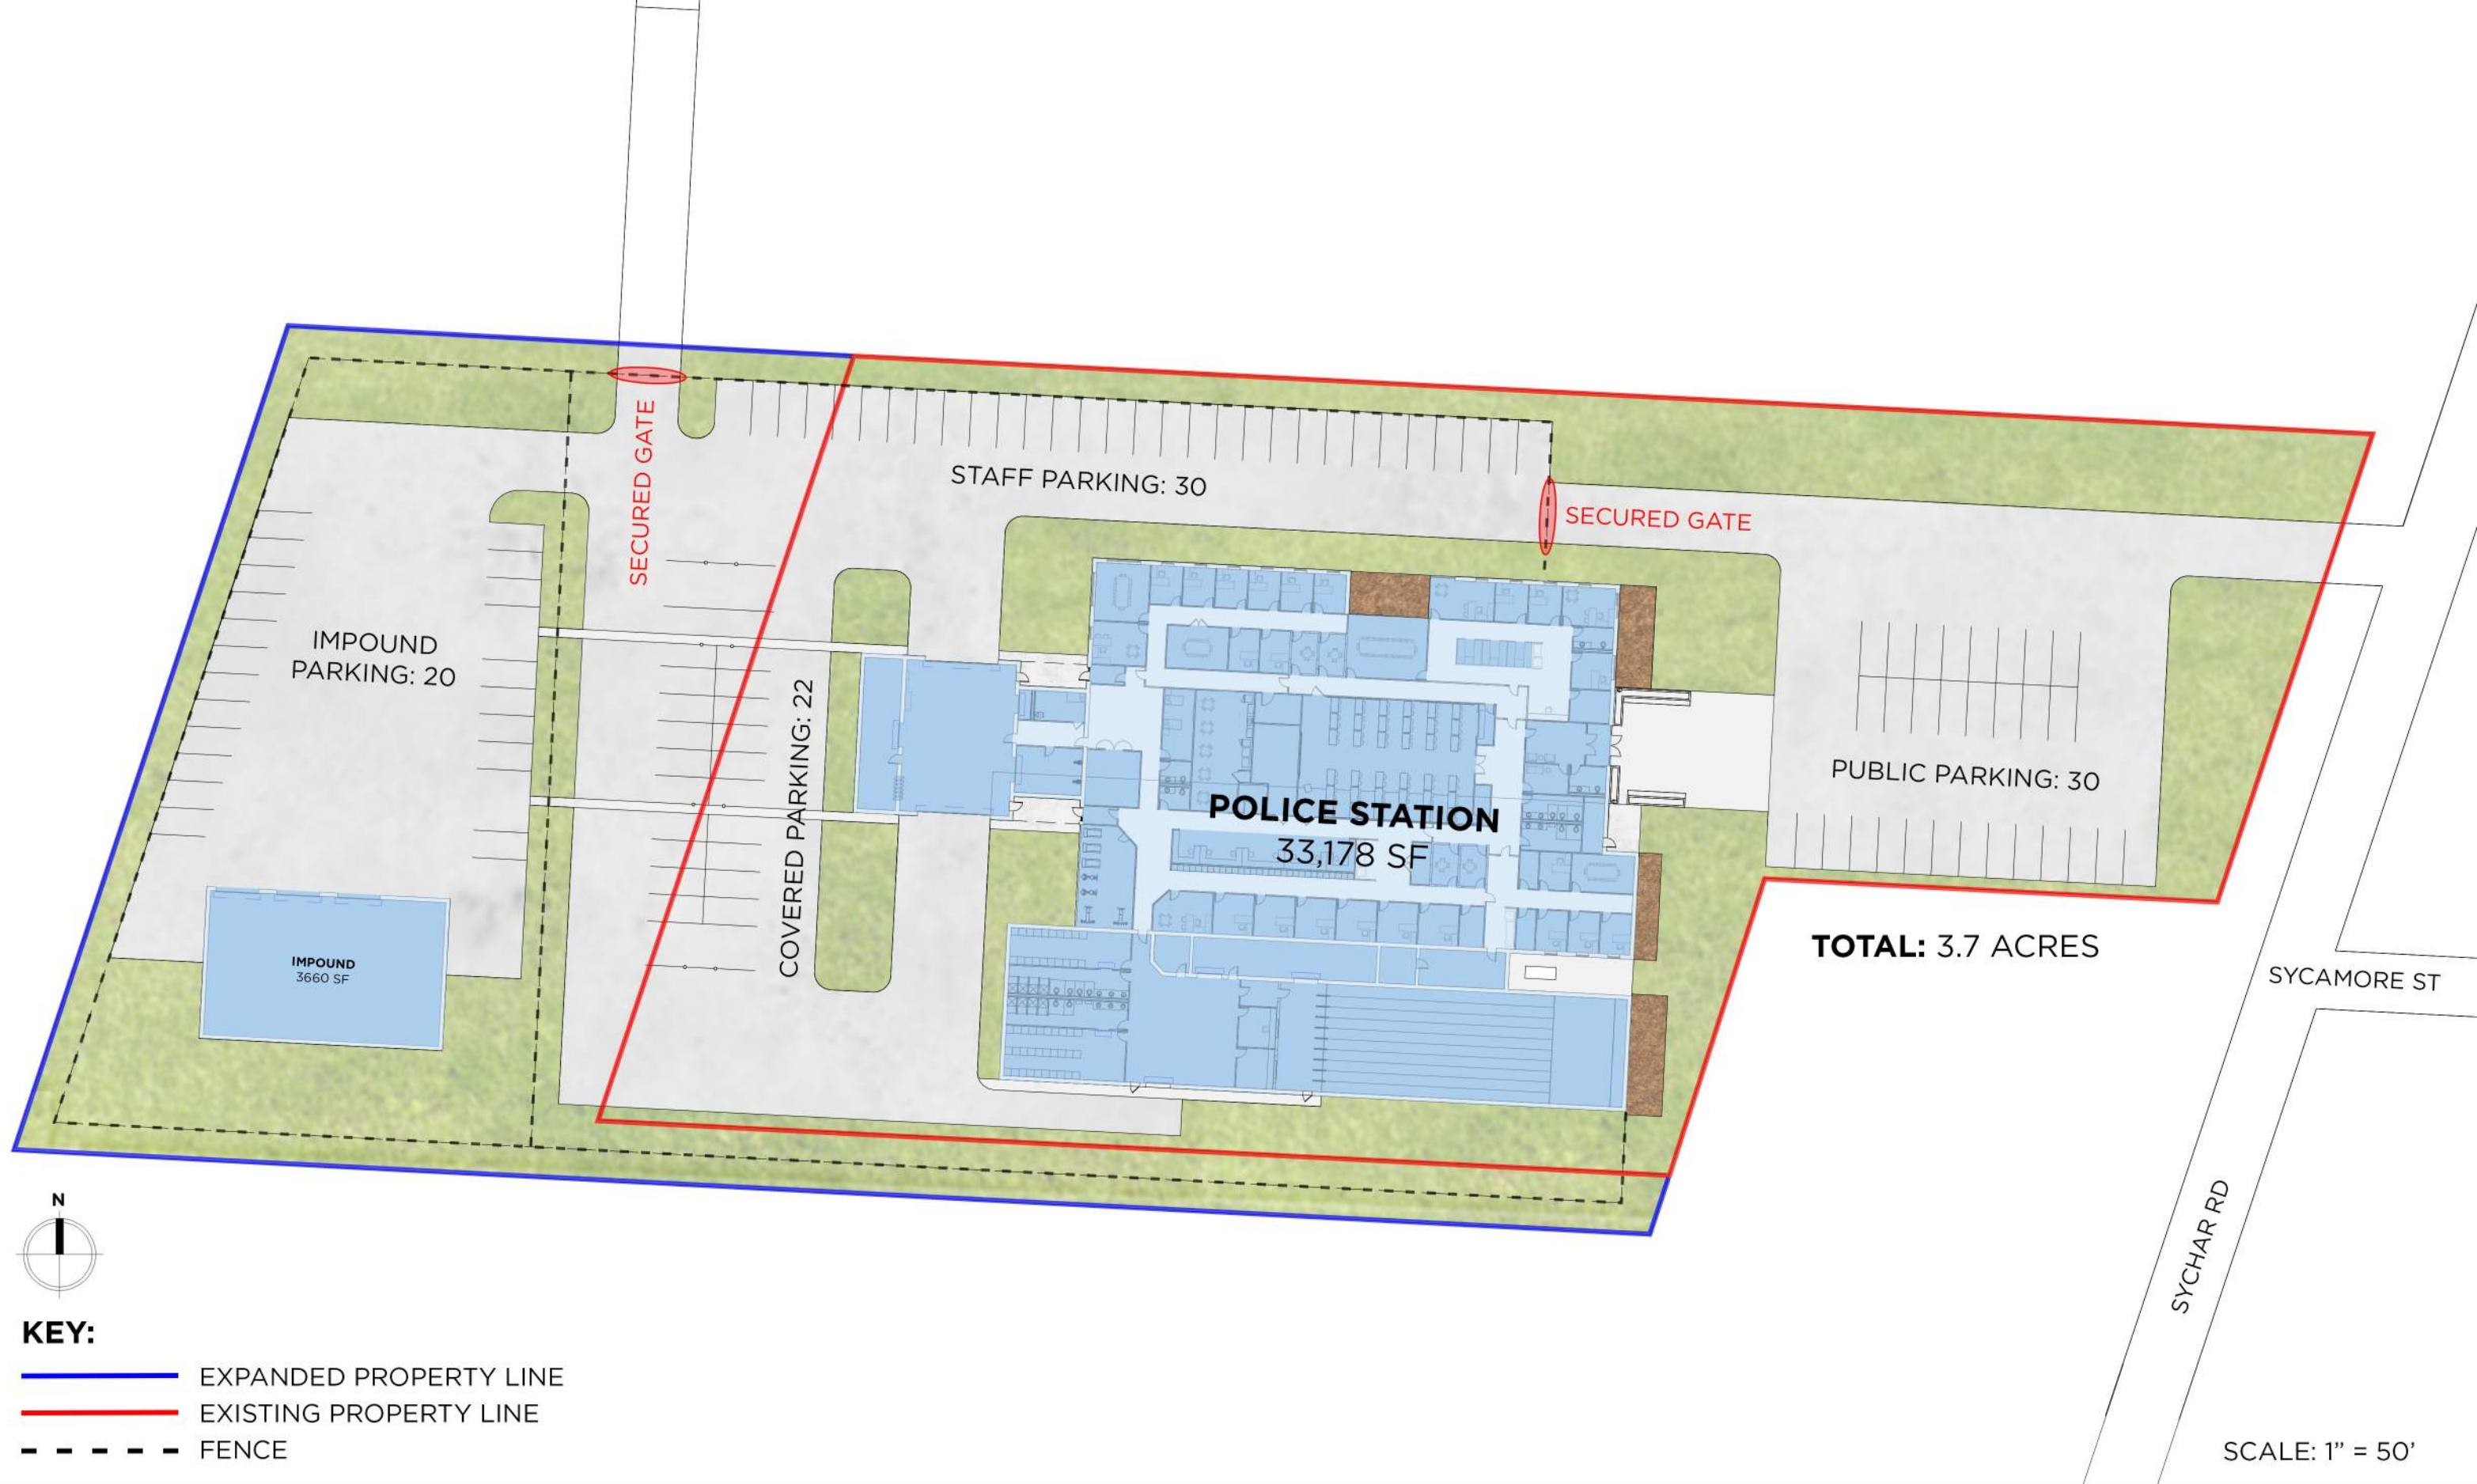 SECURED GATE
STAFF PARKING: 30
SECURED GATE
IMPOUND
PARKING: 20
COVERED PARKING: 22
PUBLIC PARKING: 30
POLICE STATION
33,178 SF
IMPOUND
3660 SF
TOTAL: 3.7 ACRES
SYCAMORE ST
SYCHAR RD
N
KEY:
EXPANDED PROPERTY LINE
EXISTING PROPERTY LINE
FENCE
SCALE: 1” = 50’